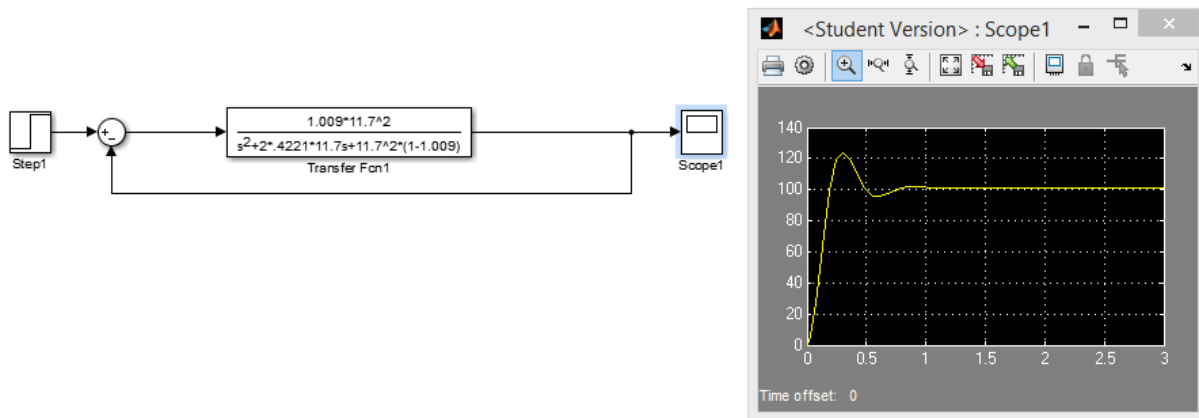 Step1
+
_
1.009*11.7^2
s²+2*.4221*11.7s+11.7^2*(1-1.009)
Transfer Fcn1
Scope1
<Student Version> : Scope1
140
120
100
80
60
40
20
0
0 0.5 1 1.5 2 2.5 3
Time offset: 0